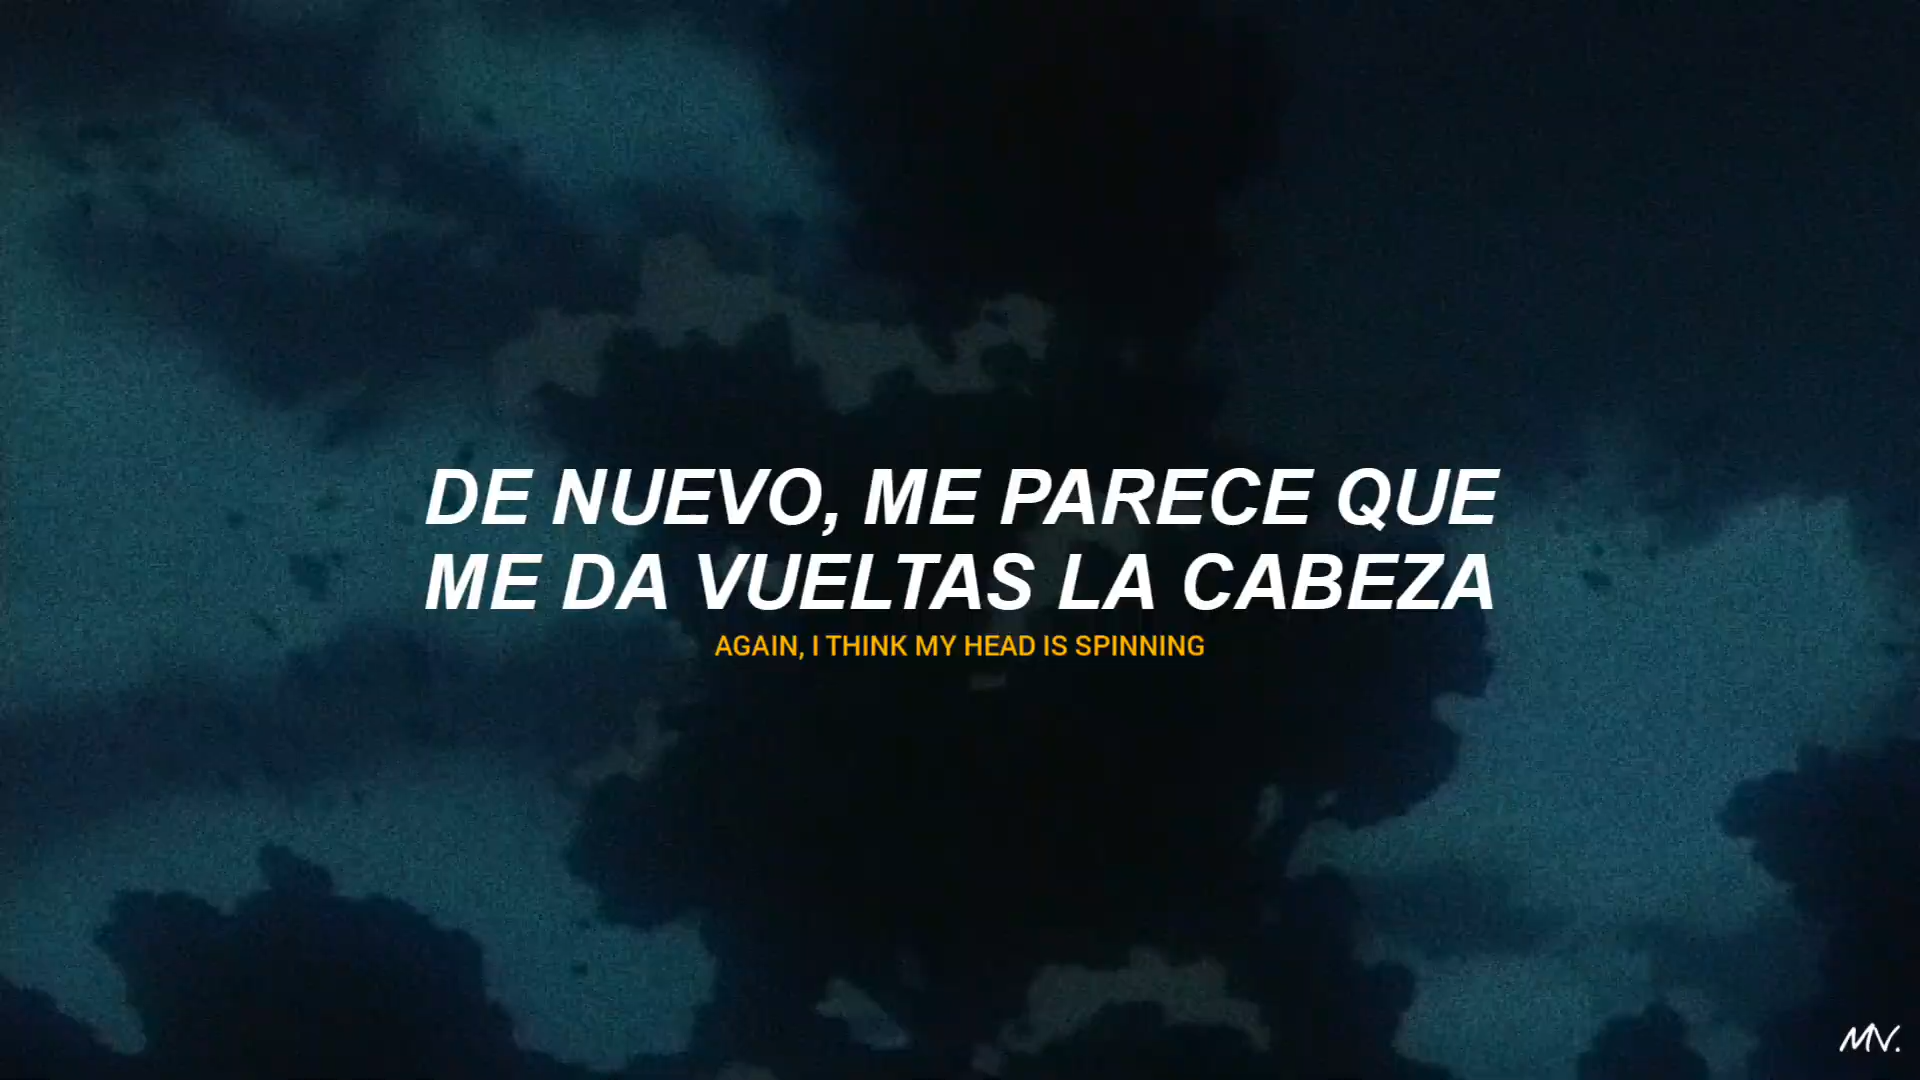 DE NUEVO, ME PARECE QUE
ME DA VUELTAS LA CABEZA
AGAIN, I THINK MY HEAD IS SPINNING
MV.